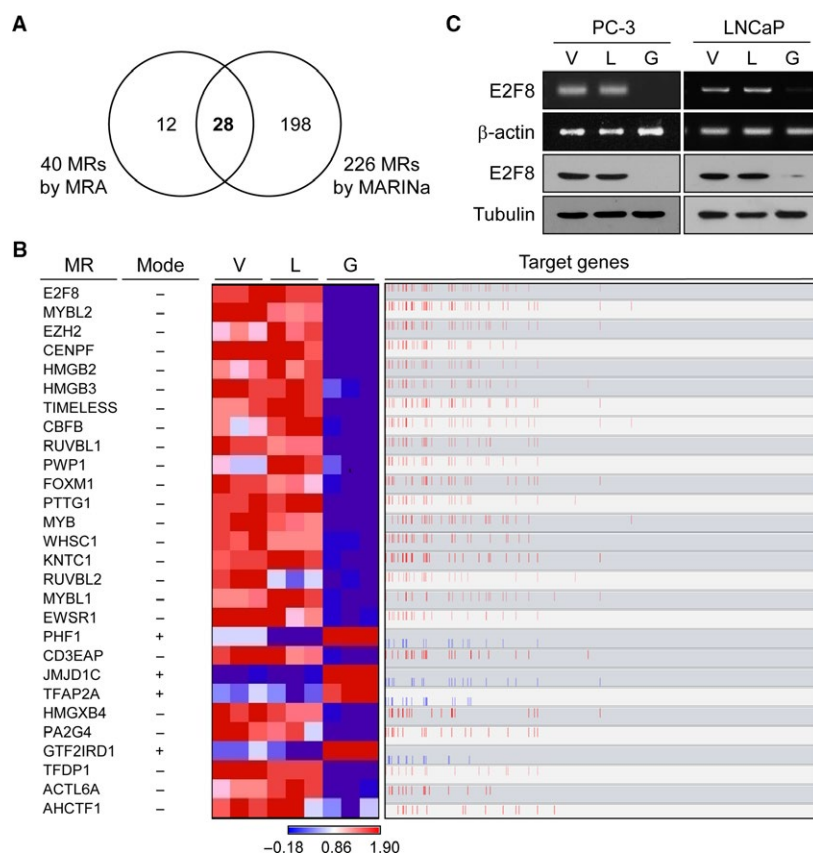 A
12 28 198
40 MRs
by MRA
226 MRs
by MARINa
C
PC-3 LNCaP
V L G V L G
E2F8
β-actin
E2F8
Tubulin
B
MR Mode V L G Target genes
E2F8 –
MYBL2 –
EZH2 –
CENPF –
HMGB2 –
HMGB3 –
TIMELESS –
CBFB –
RUVBL1 –
PWP1 –
FOXM1 –
PTTG1 –
MYB –
WHSC1 –
KNTC1 –
RUVBL2 –
MYBL1 –
EWSR1 –
PHF1 +
CD3EAP –
JMJD1C +
TFAP2A +
HMGXB4 –
PA2G4 –
GTF2IRD1 +
TFDP1 –
ACTL6A –
AHCTF1 –
–0.18 0.86 1.90